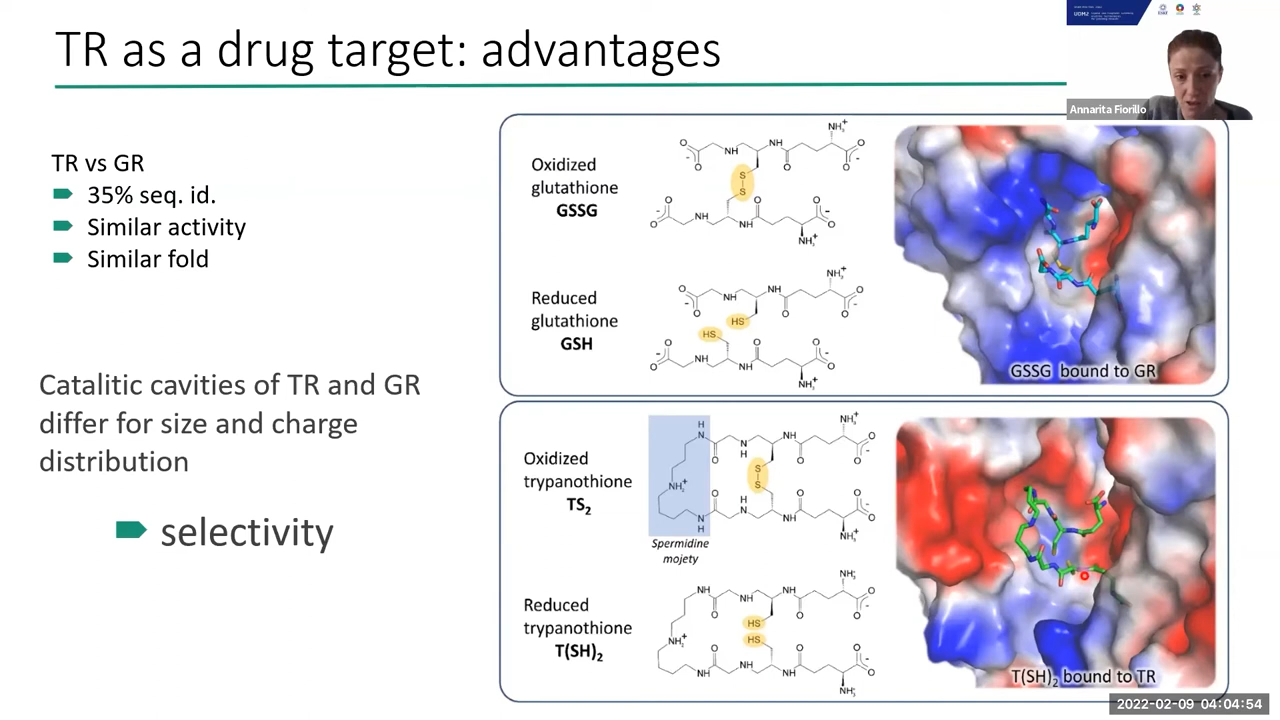 TR as a drug target: advantages
UDMJ
Annarita Fiorillo
TR vs GR
35% seq. id.
Similar activity
Similar fold
Catalitic cavities of TR and GR
differ for size and charge
distribution
selectivity
Oxidized
glutathione
GSSG
Reduced
glutathione
GSH
GSSG bound to GR
Oxidized
trypanothione
TS2
Spermidine
mojety
Reduced
trypanothione
T(SH)2
T(SH)2 bound to TR
2022-02-09 04:04:54